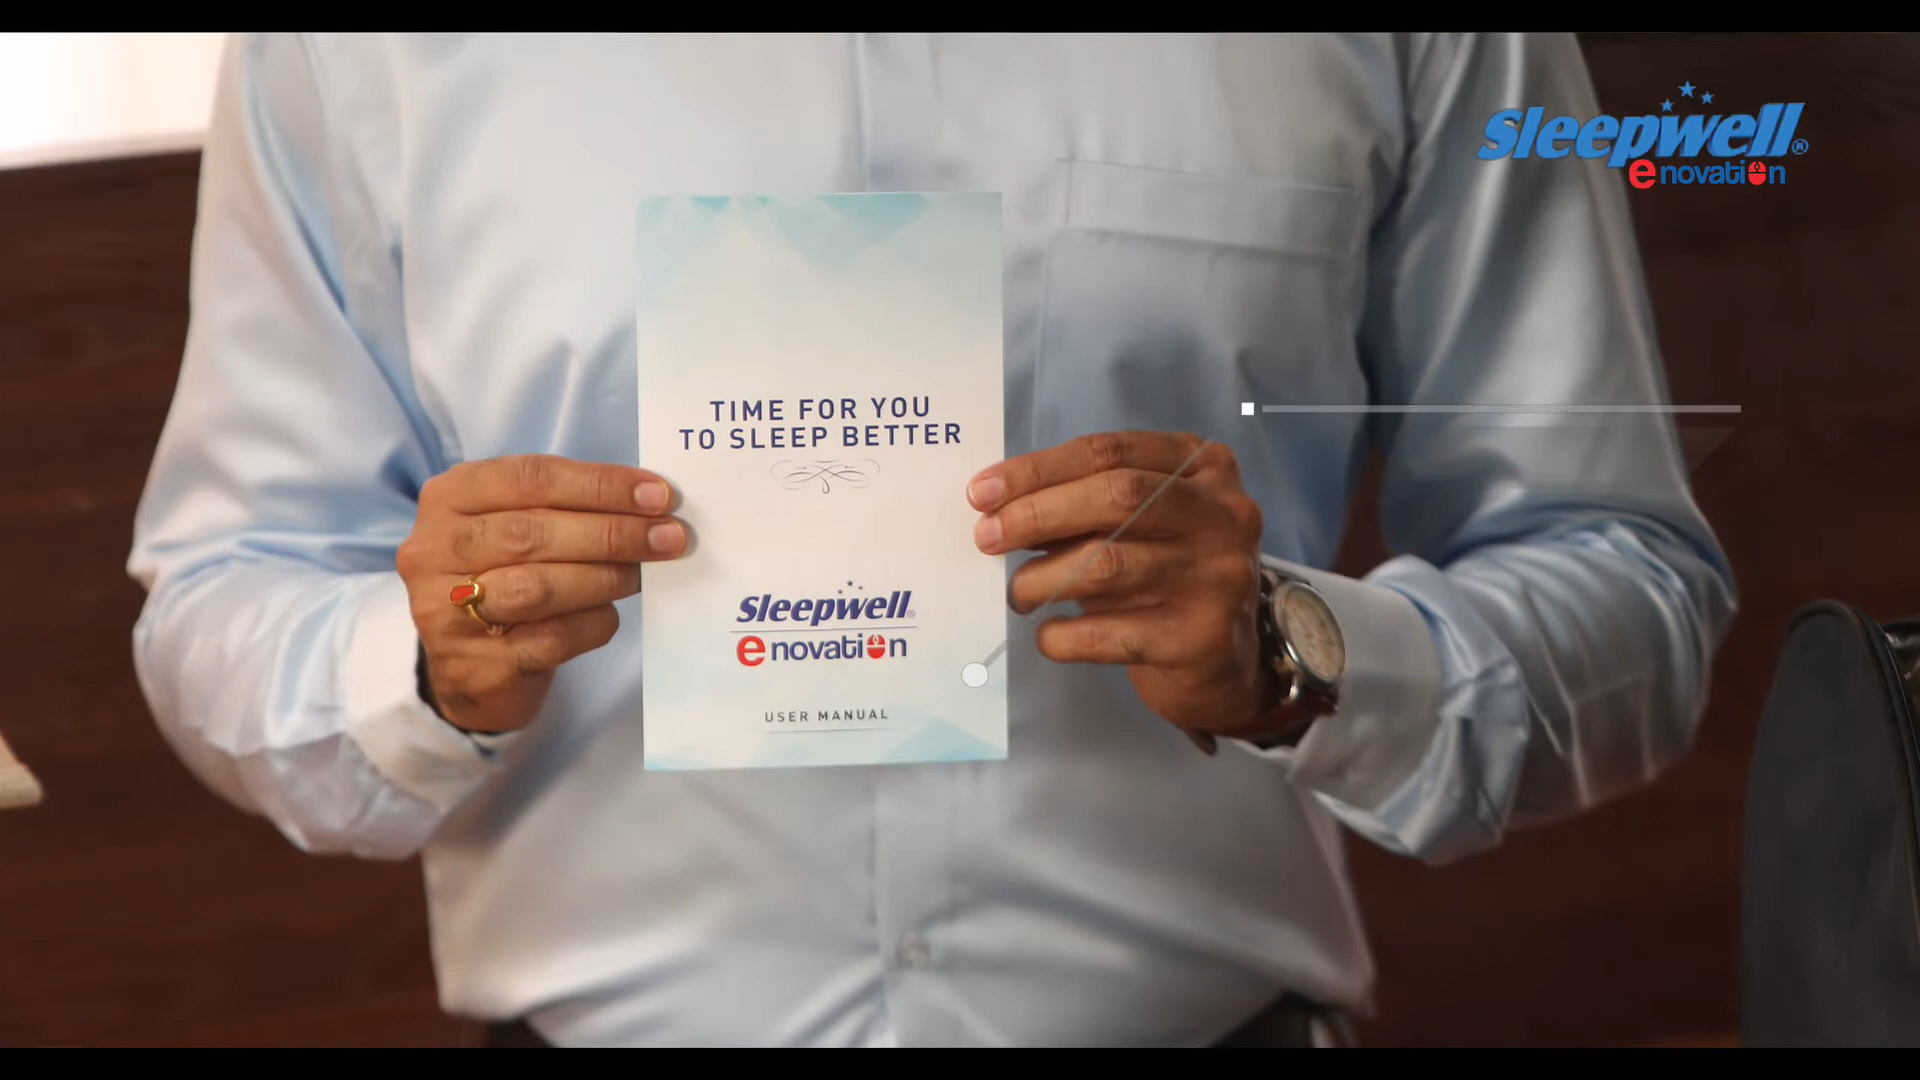 Sleepwell®
enovation
TIME FOR YOU
TO SLEEP BETTER
Sleepwell®
enovation
USER MANUAL